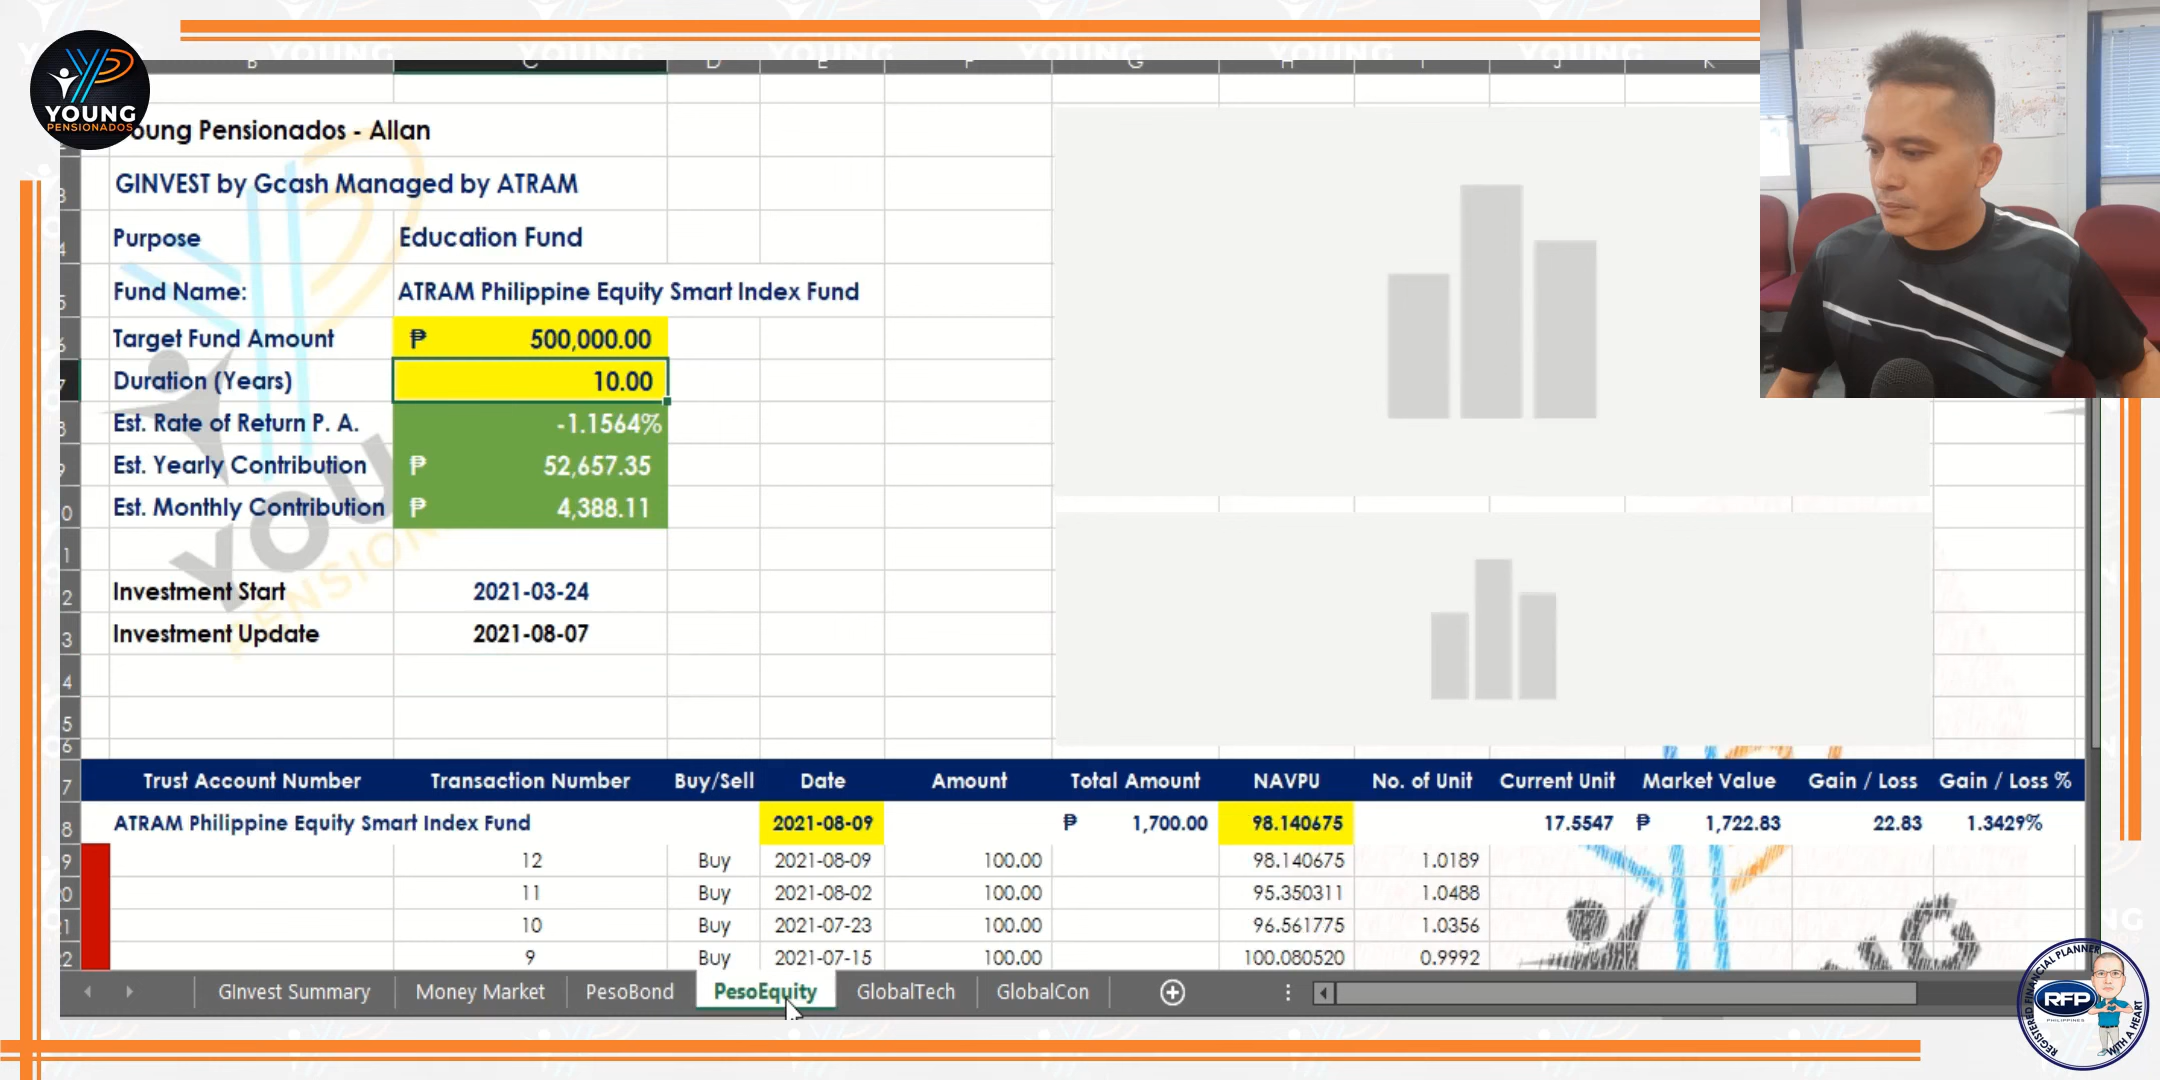 YOUNG
PENSIONADOS
B C D E F G H I J K
Young Pensionados - Allan
GINVEST by Gcash Managed by ATRAM
Purpose Education Fund
Fund Name: ATRAM Philippine Equity Smart Index Fund
Target Fund Amount ₱ 500,000.00
Duration (Years) 10.00
Est. Rate of Return P. A. -1.1564%
Est. Yearly Contribution ₱ 52,657.35
Est. Monthly Contribution ₱ 4,388.11
Investment Start 2021-03-24
Investment Update 2021-08-07
Trust Account Number Transaction Number Buy/Sell Date Amount Total Amount NAVPU No. of Unit Current Unit Market Value Gain / Loss Gain / Loss %
ATRAM Philippine Equity Smart Index Fund 2021-08-09 ₱ 1,700.00 98.140675 17.5547 ₱ 1,722.83 22.83 1.3429%
12 Buy 2021-08-09 100.00 98.140675 1.0189
11 Buy 2021-08-02 100.00 95.350311 1.0488
10 Buy 2021-07-23 100.00 96.561775 1.0356
9 Buy 2021-07-15 100.00 100.080520 0.9992
GInvest Summary Money Market PesoBond PesoEquity GlobalTech GlobalCon
REGISTERED FINANCIAL PLANNER
RFP
PHILIPPINES
WITH A HEART